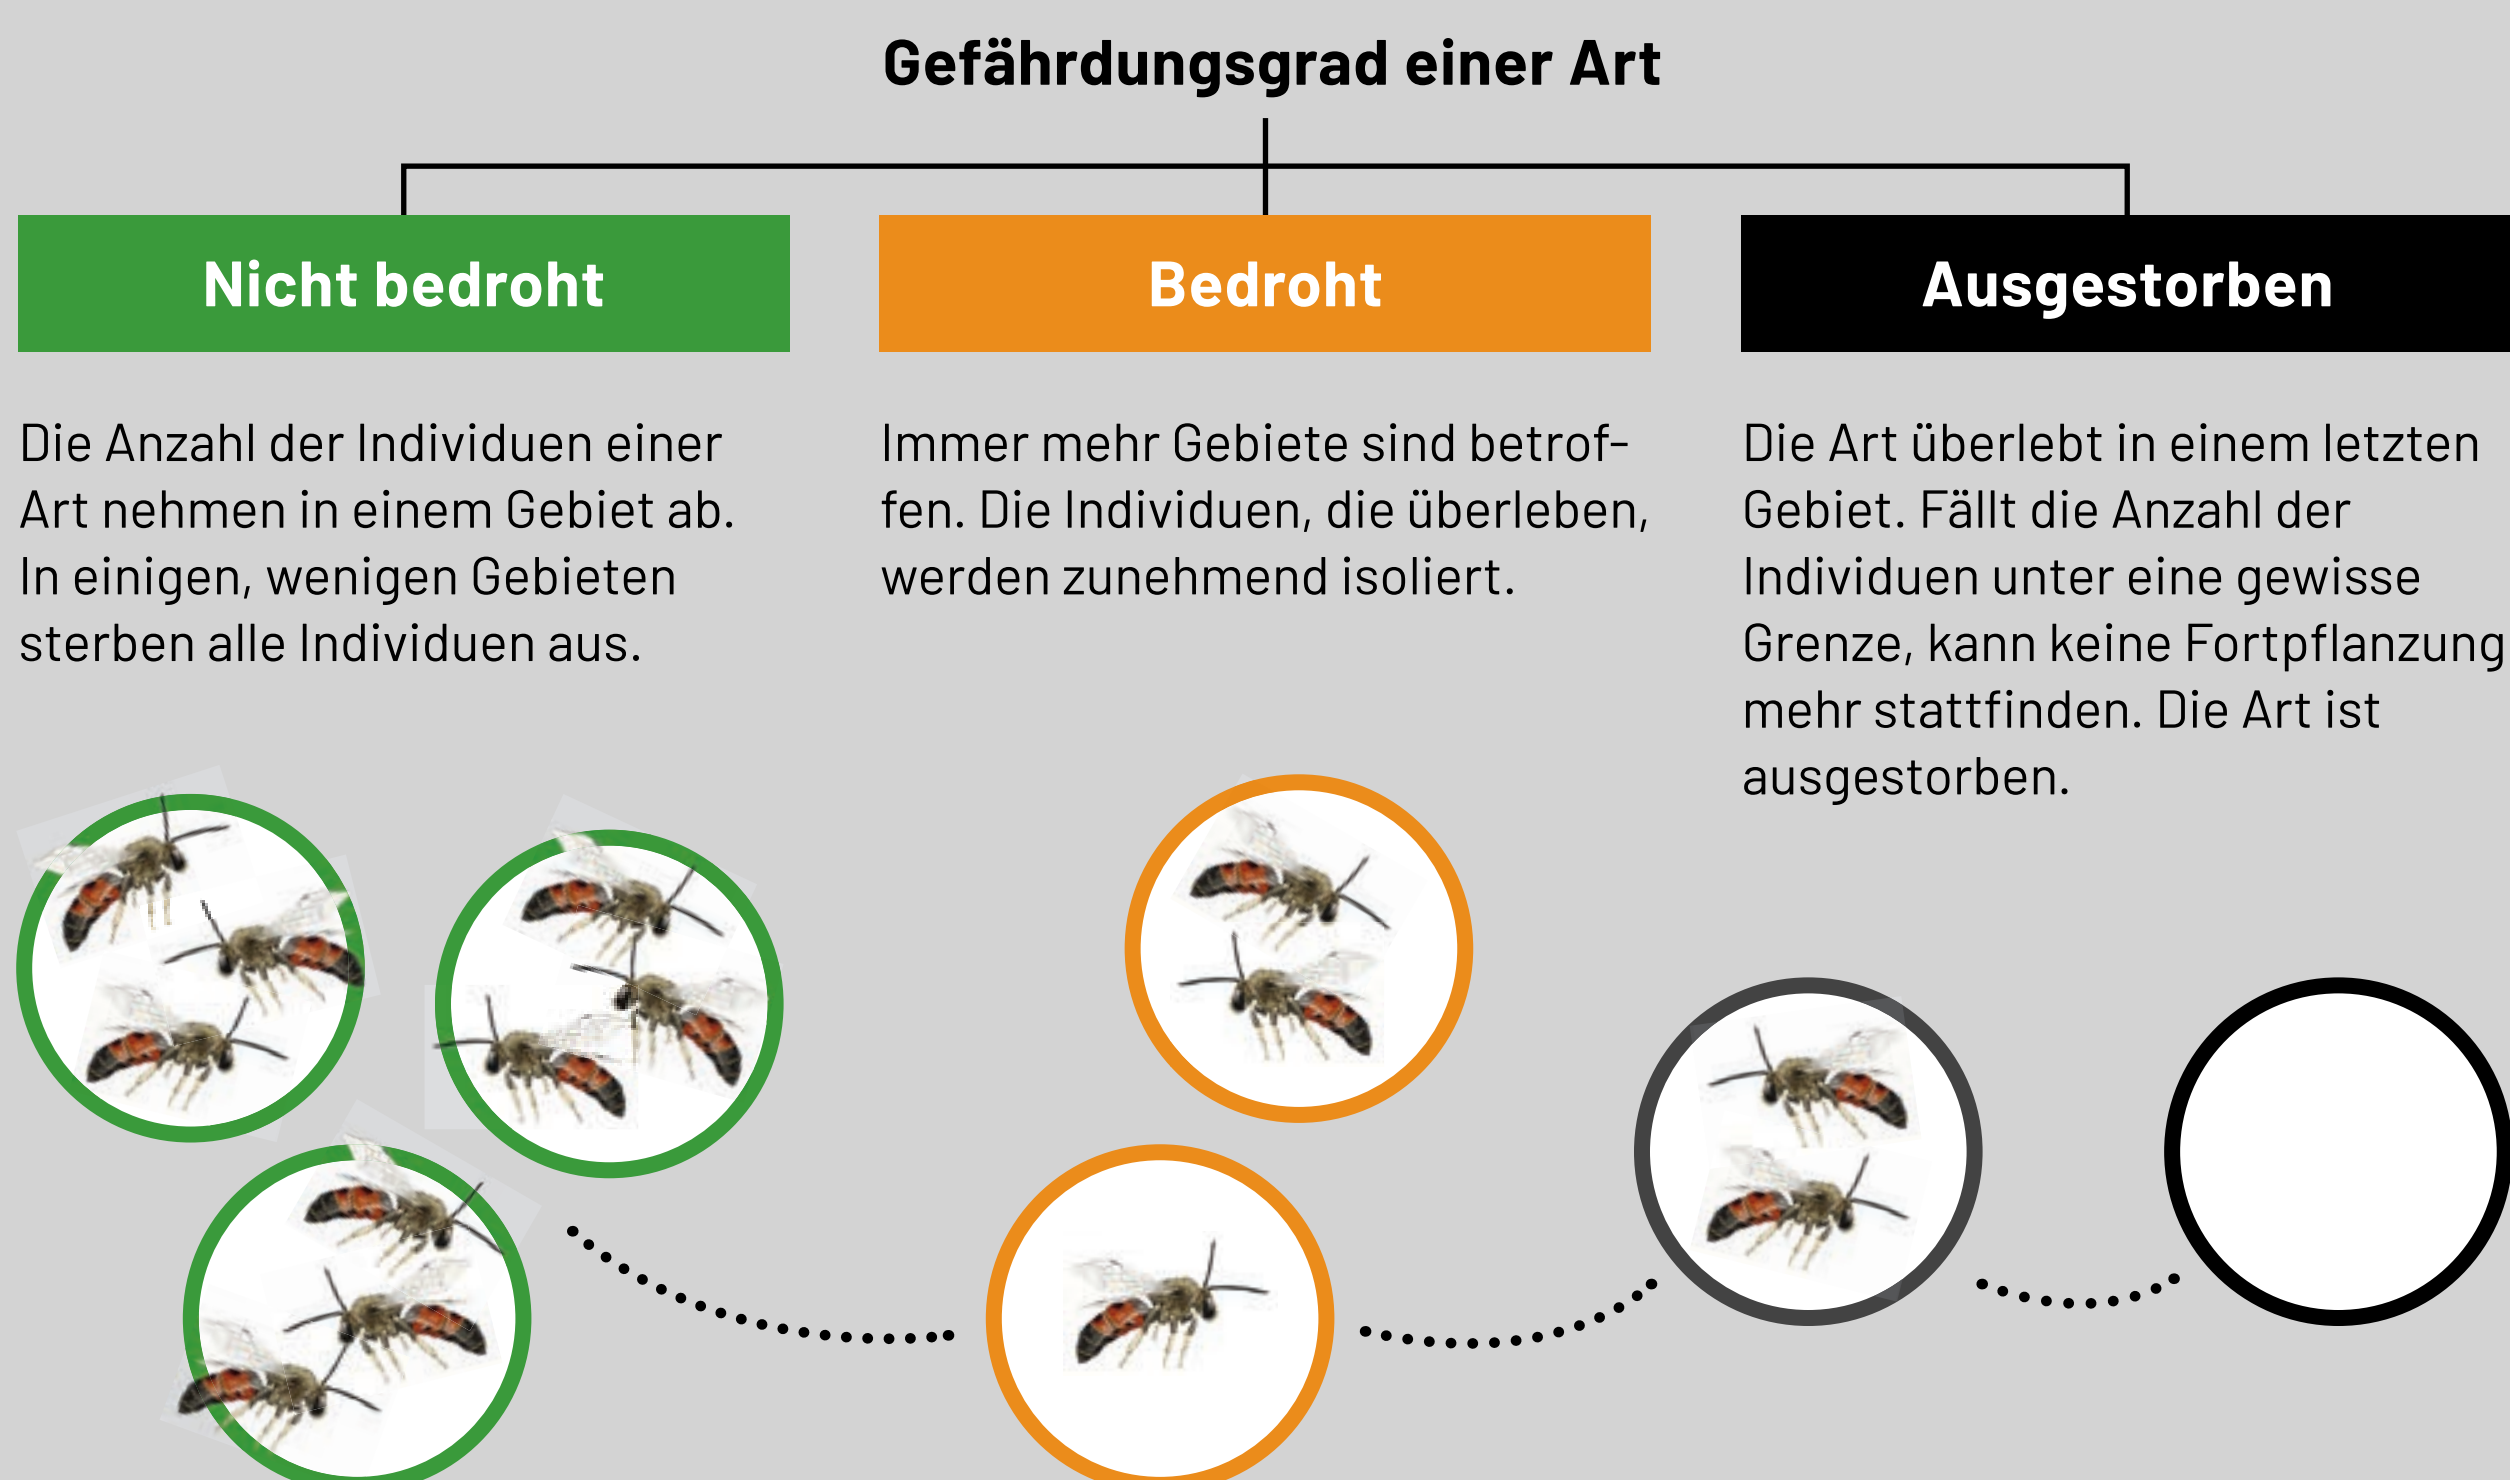 Gefährdungsgrad einer Art
Nicht bedroht
Die Anzahl der Individuen einer
Art nehmen in einem Gebiet ab.
In einigen, wenigen Gebieten
sterben alle Individuen aus.
Bedroht
Immer mehr Gebiete sind betrof-
fen. Die Individuen, die überleben,
werden zunehmend isoliert.
Ausgestorben
Die Art überlebt in einem letzten
Gebiet. Fällt die Anzahl der
Individuen unter eine gewisse
Grenze, kann keine Fortpflanzung
mehr stattfinden. Die Art ist
ausgestorben.